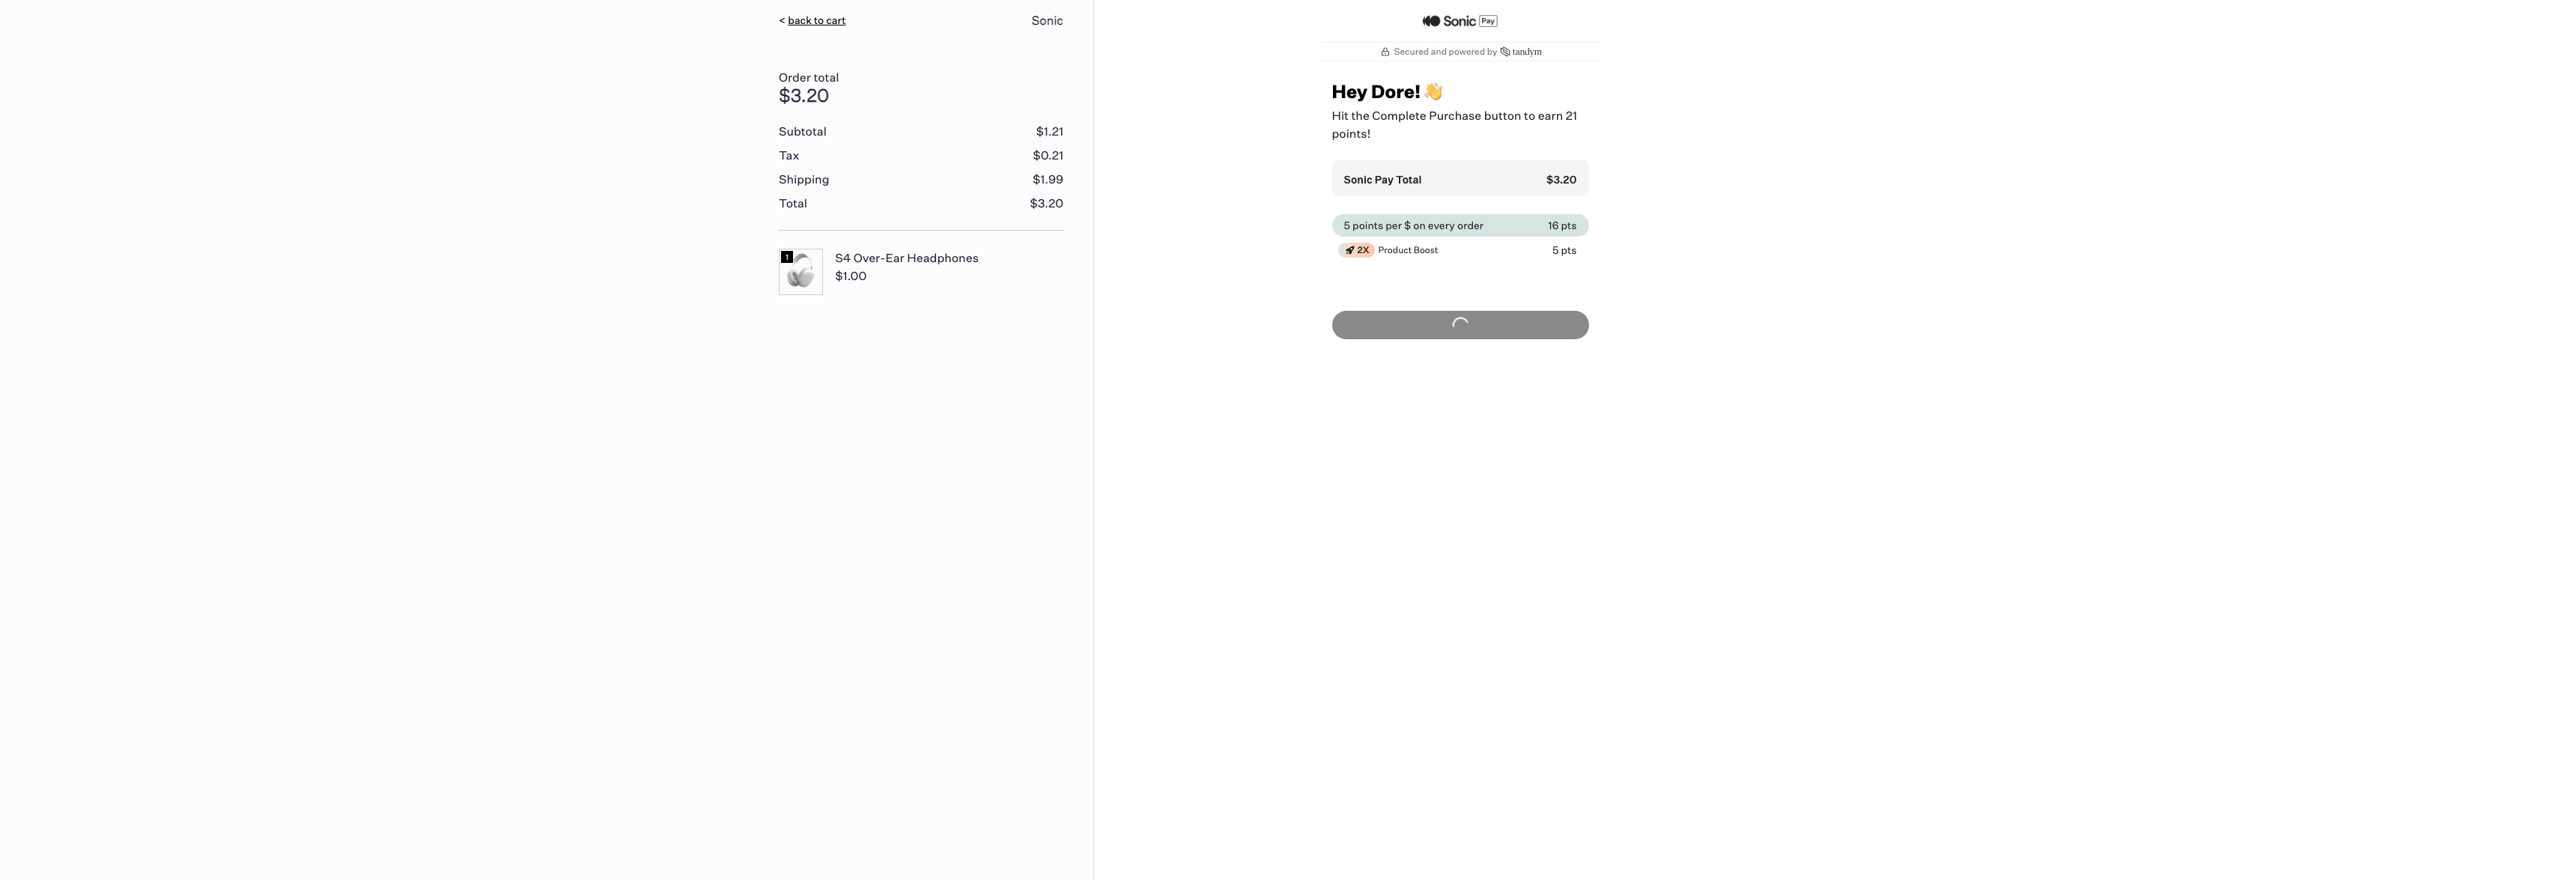 < back to cart
Sonic
Order total
$3.20
Subtotal $1.21
Tax $0.21
Shipping $1.99
Total $3.20
1
S4 Over-Ear Headphones
$1.00
Sonic Pay
Secured and powered by tandym
Hey Dore! 👋
Hit the Complete Purchase button to earn 21
points!
Sonic Pay Total $3.20
5 points per $ on every order 16 pts
2X Product Boost 5 pts